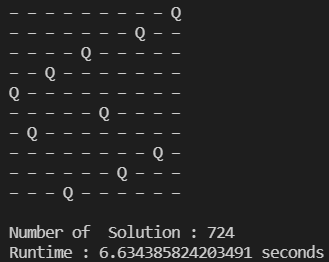 - - - - - - - - - Q
- - - - - - - Q - -
- - - - Q - - - - -
- - Q - - - - - - -
Q - - - - - - - - -
- - - - - Q - - - -
- Q - - - - - - - -
- - - - - - - - Q -
- - - - - - Q - - -
- - - Q - - - - - -
Number of  Solution : 724
Runtime : 6.634385824203491 seconds